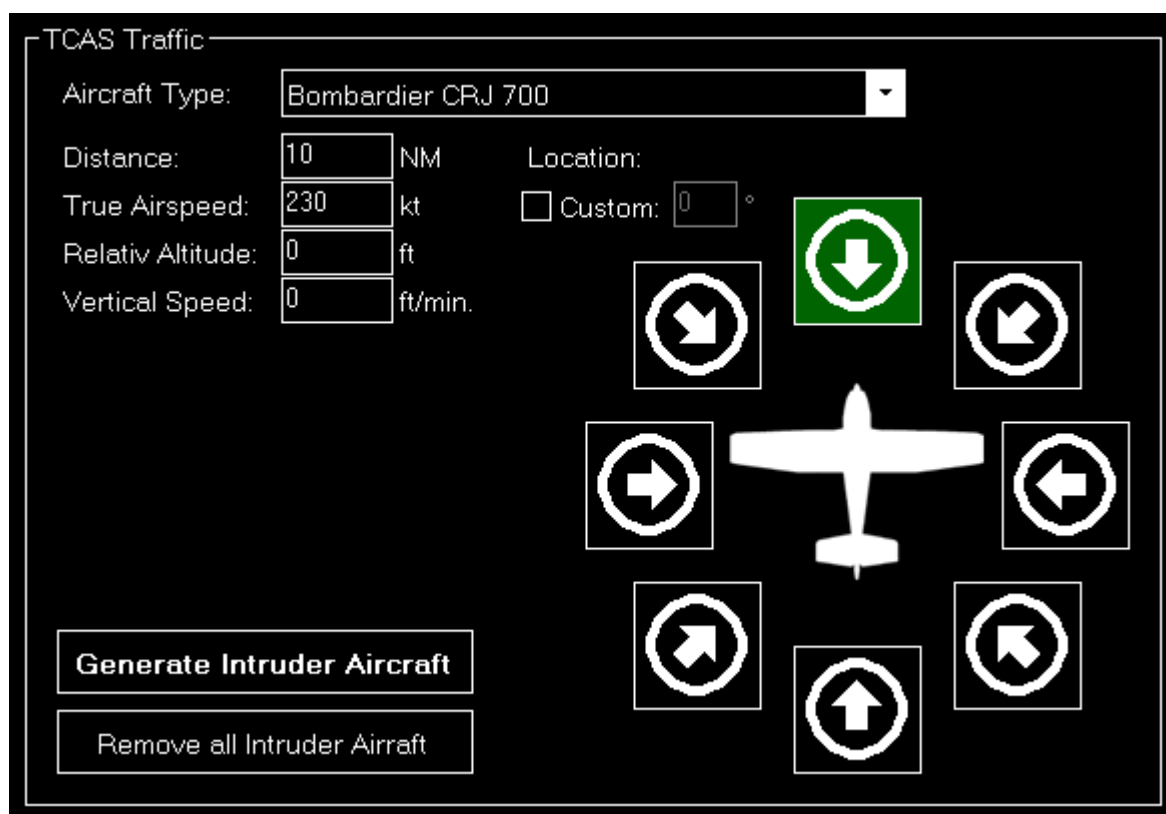 TCAS Traffic
Aircraft Type: Bombardier CRJ 700
Distance: 10 NM Location:
True Airspeed: 230 kt Custom: 0 °
Relativ Altitude: 0 ft
Vertical Speed: 0 ft/min.
Generate Intruder Aircraft
Remove all Intruder Airraft